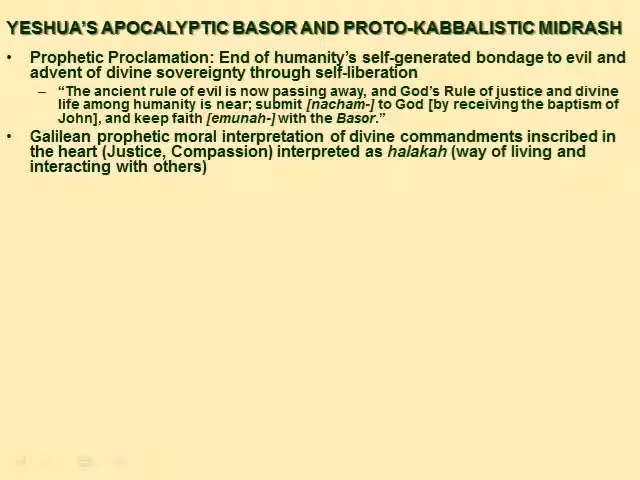 YESHUA'S APOCALYPTIC BASOR AND PROTO-KABBALISTIC MIDRASH
• Prophetic Proclamation: End of humanity's self-generated bondage to evil and
advent of divine sovereignty through self-liberation
– “The ancient rule of evil is now passing away, and God's Rule of justice and divine
life among humanity is near; submit [nacham-] to God [by receiving the baptism of
John], and keep faith [emunah-] with the Basor.”
• Galilean prophetic moral interpretation of divine commandments inscribed in
the heart (Justice, Compassion) interpreted as halakah (way of living and
interacting with others)